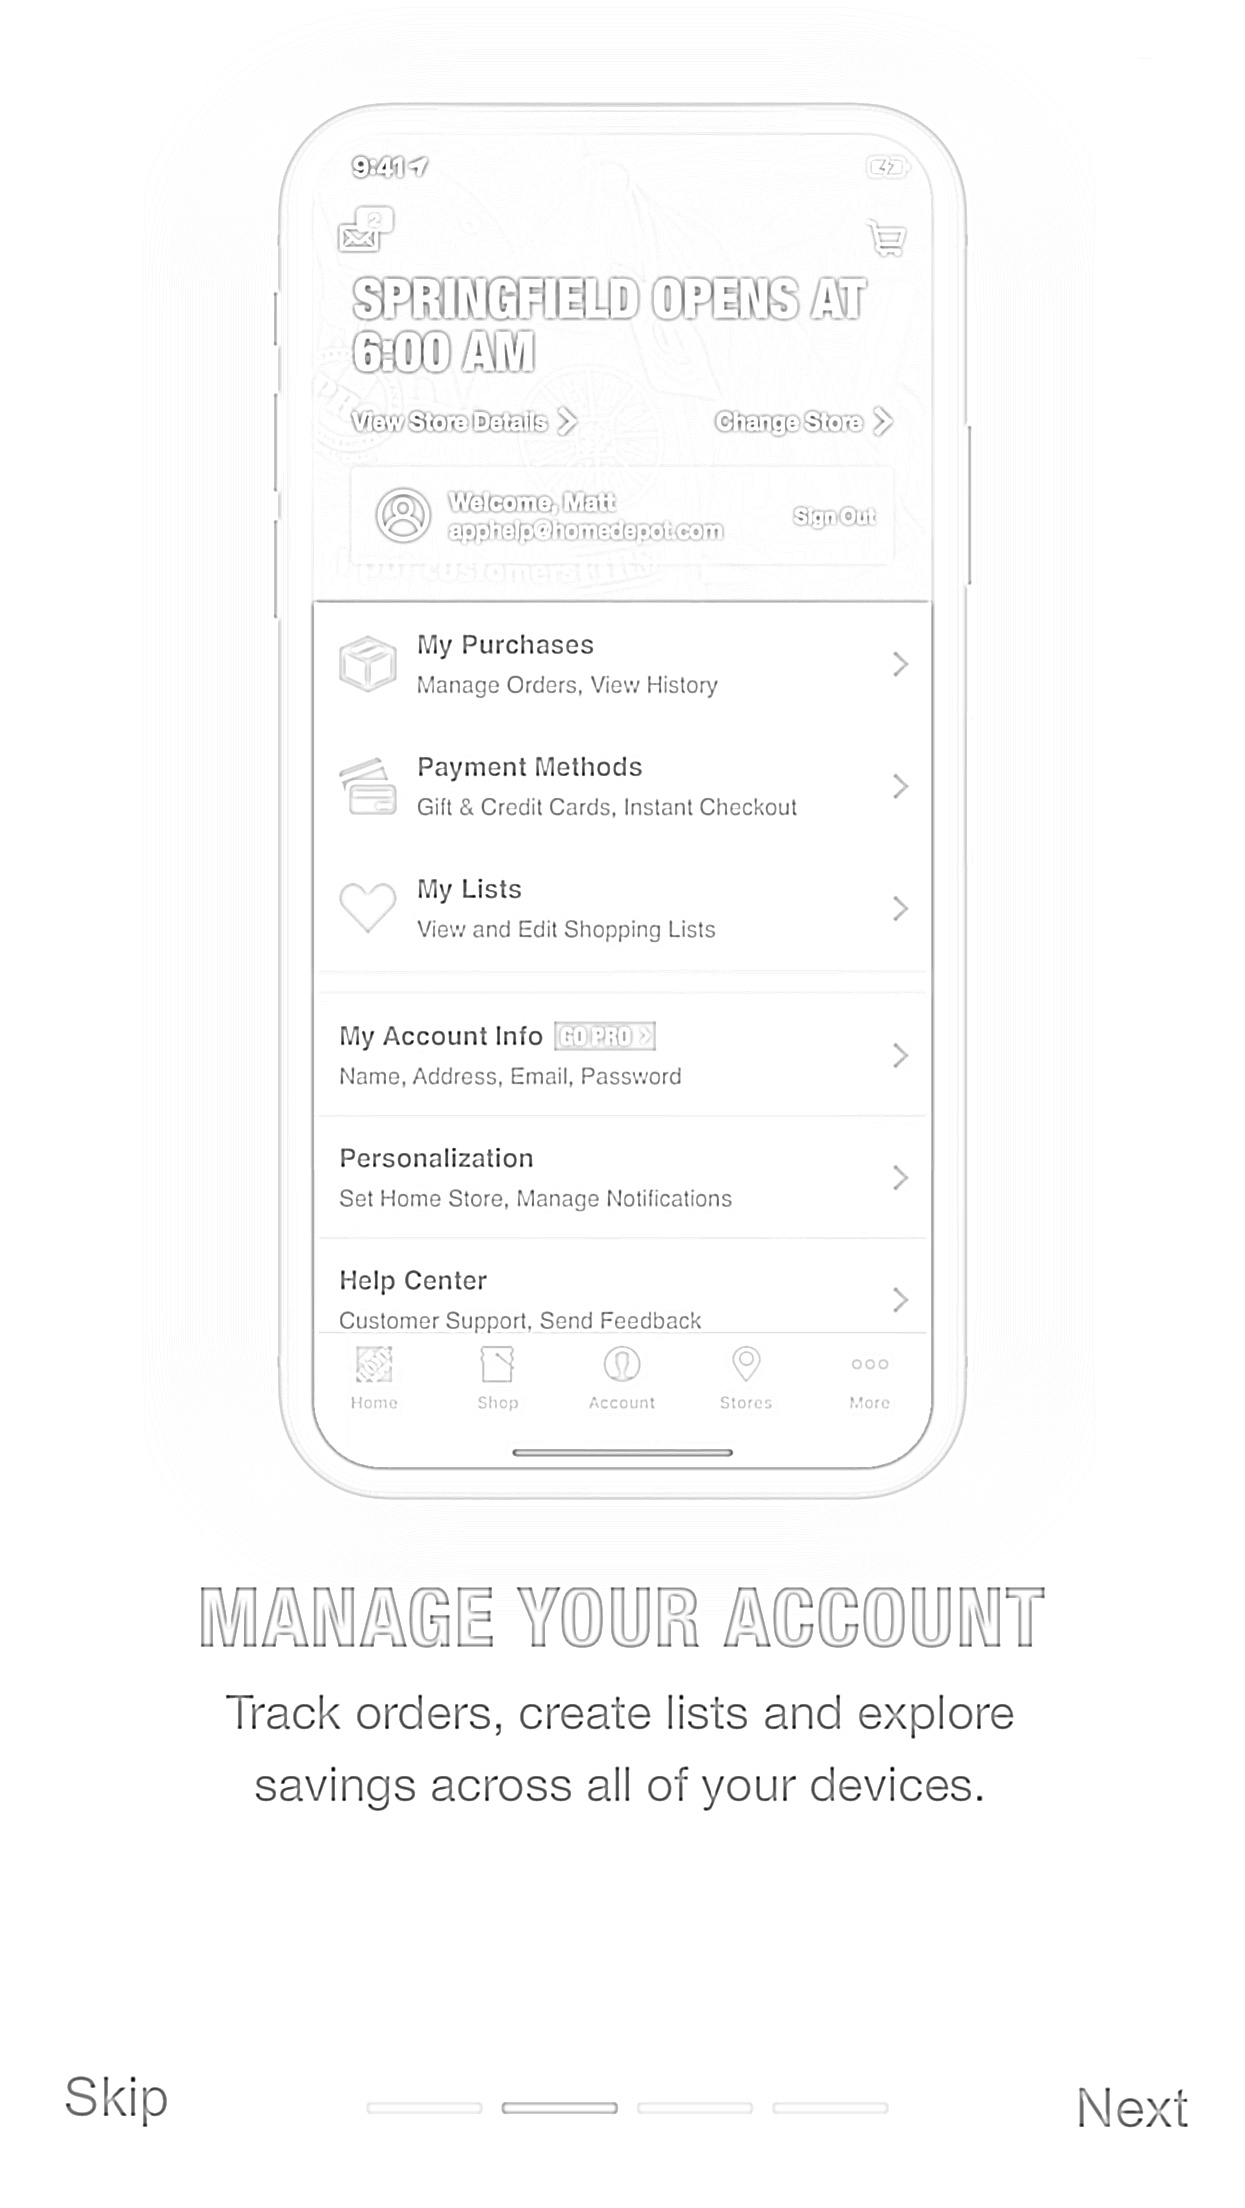 9:41
2
SPRINGFIELD OPENS AT
6:00 AM
View Store Details
Change Store
Welcome, Matt
apphelp@homedepot.com
Sign Out
My Purchases
Manage Orders, View History
Payment Methods
Gift & Credit Cards, Instant Checkout
My Lists
View and Edit Shopping Lists
My Account Info GO PRO
Name, Address, Email, Password
Personalization
Set Home Store, Manage Notifications
Help Center
Customer Support, Send Feedback
Home Shop Account Stores More
MANAGE YOUR ACCOUNT
Track orders, create lists and explore
savings across all of your devices.
Skip
Next